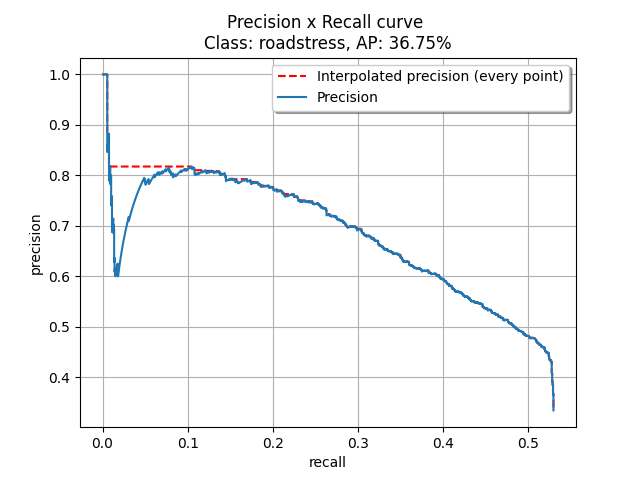 Precision x Recall curve
Class: roadstress, AP: 36.75%
Interpolated precision (every point)
Precision
1.0
0.9
0.8
0.7
0.6
0.5
0.4
precision
0.0 0.1 0.2 0.3 0.4 0.5
recall